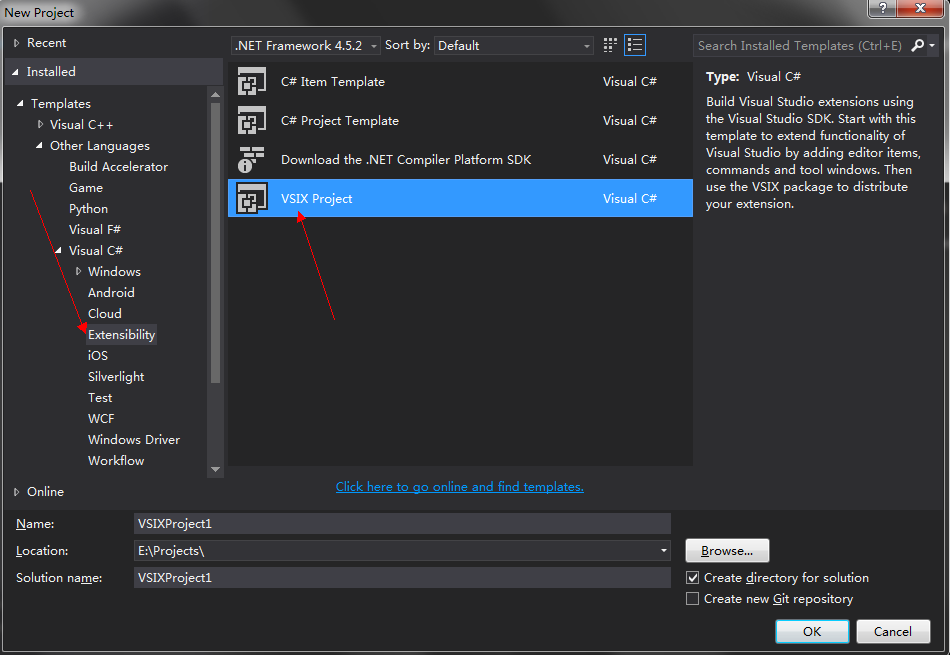 New Project
?
Recent
Installed
Templates
Visual C++
Other Languages
Build Accelerator
Game
Python
Visual F#
Visual C#
Windows
Android
Cloud
Extensibility
iOS
Silverlight
Test
WCF
Windows Driver
Workflow
Online
.NET Framework 4.5.2 Sort by: Default
C# Item Template Visual C#
C# Project Template Visual C#
Download the .NET Compiler Platform SDK Visual C#
VSIX Project Visual C#
Click here to go online and find templates.
Search Installed Templates (Ctrl+E)
Type: Visual C#
Build Visual Studio extensions using
the Visual Studio SDK. Start with this
template to extend functionality of
Visual Studio by adding editor items,
commands and tool windows. Then
use the VSIX package to distribute
your extension.
Name: VSIXProject1
Location: E:\Projects\ Browse...
Solution name: VSIXProject1
Create directory for solution
Create new Git repository
OK Cancel